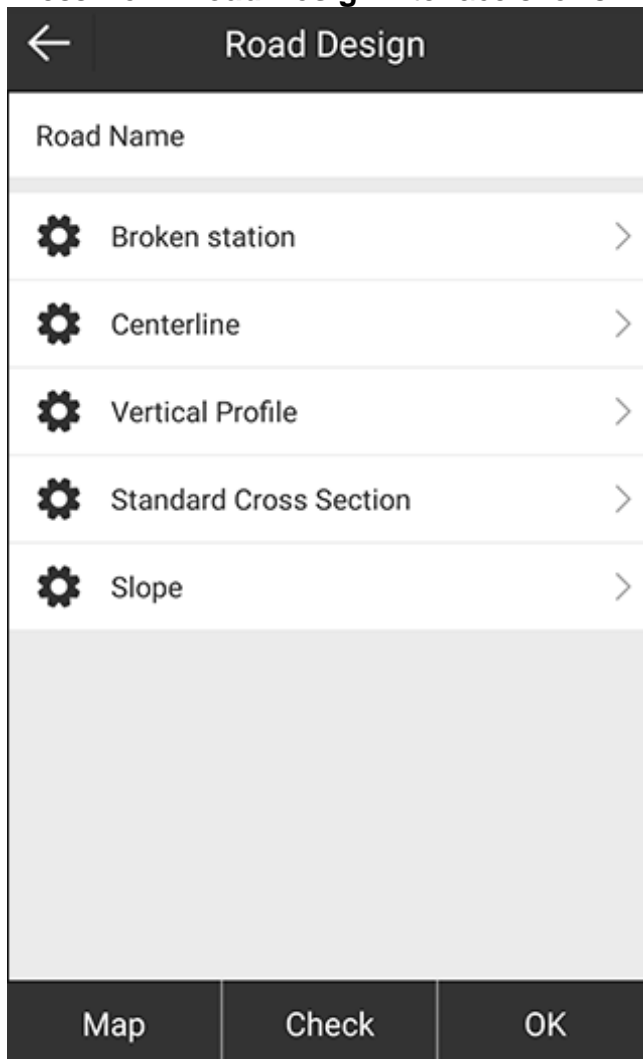 Road Design
Road Name
Broken station
Centerline
Vertical Profile
Standard Cross Section
Slope
Map
Check
OK